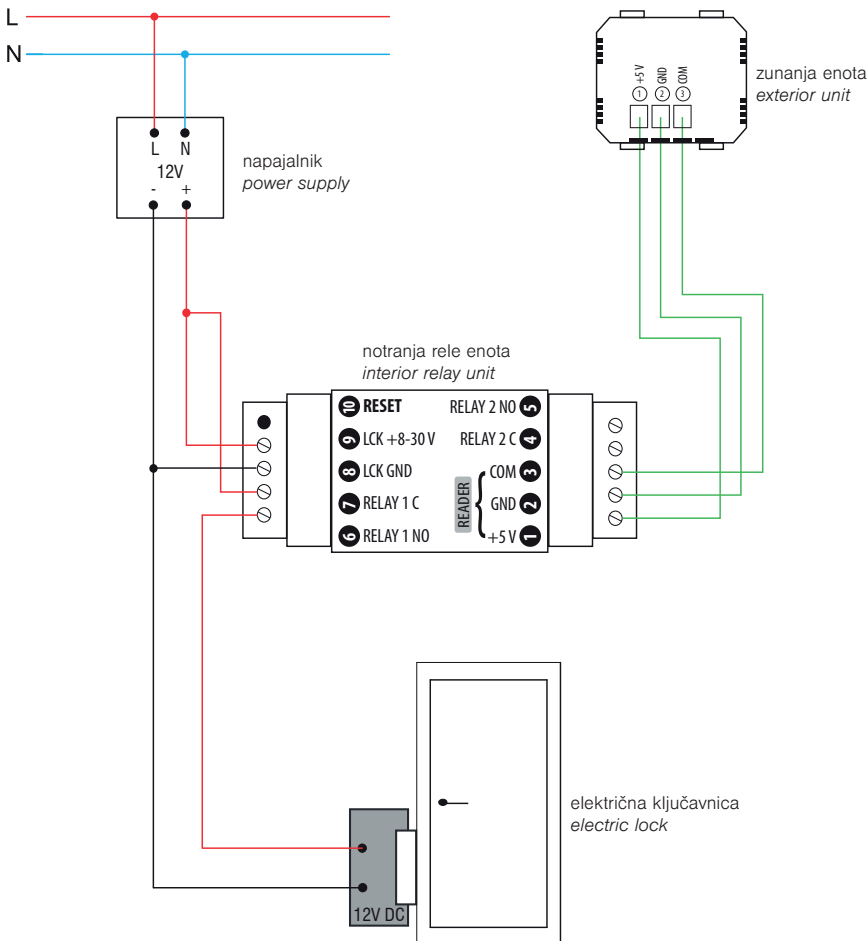 L
N
L N
12V
- +
napajalnik
power supply
+5 V
GND
COM
1
2
3
zunanja enota
exterior unit
notranja rele enota
interior relay unit
10 RESET
9 LCK +8-30 V
8 LCK GND
7 RELAY 1 C
6 RELAY 1 NO
RELAY 2 NO 5
RELAY 2 C 4
COM 3
GND 2
+5 V 1
READER
električna ključavnica
electric lock
12V DC